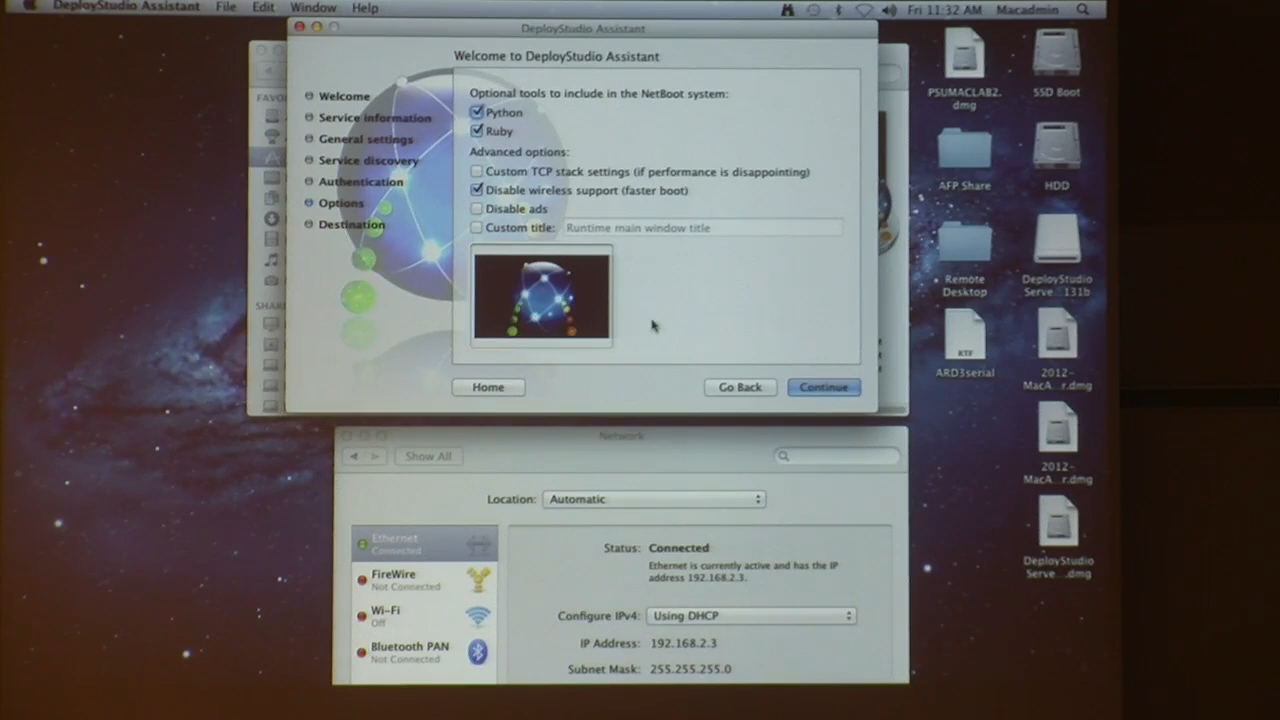 DeployStudio Assistant File Edit Window Help
Fri 11:32 AM Macadmin
DeployStudio Assistant
Welcome to DeployStudio Assistant
Welcome
Service information
General settings
Service discovery
Authentication
Options
Destination
Optional tools to include in the NetBoot system:
Python
Ruby
Advanced options:
Custom TCP stack settings (if performance is disappointing)
Disable wireless support (faster boot)
Disable ads
Custom title: Runtime main window title
Home
Go Back
Continue
FAVO
SHARE
Network
Show All
Location: Automatic
Ethernet
Connected
FireWire
Not Connected
Wi-Fi
Off
Bluetooth PAN
Not Connected
Status: Connected
Ethernet is currently active and has the IP
address 192.168.2.3.
Configure IPv4: Using DHCP
IP Address: 192.168.2.3
Subnet Mask: 255.255.255.0
PSUMACLAB2.
dmg
SSD Boot
AFP Share
HDD
Remote
Desktop
DeployStudio
Serve ...131b
RTF
ARD3serial
2012-
MacA...r.dmg
2012-
MacA...r.dmg
DeployStudio
Serve ....dmg